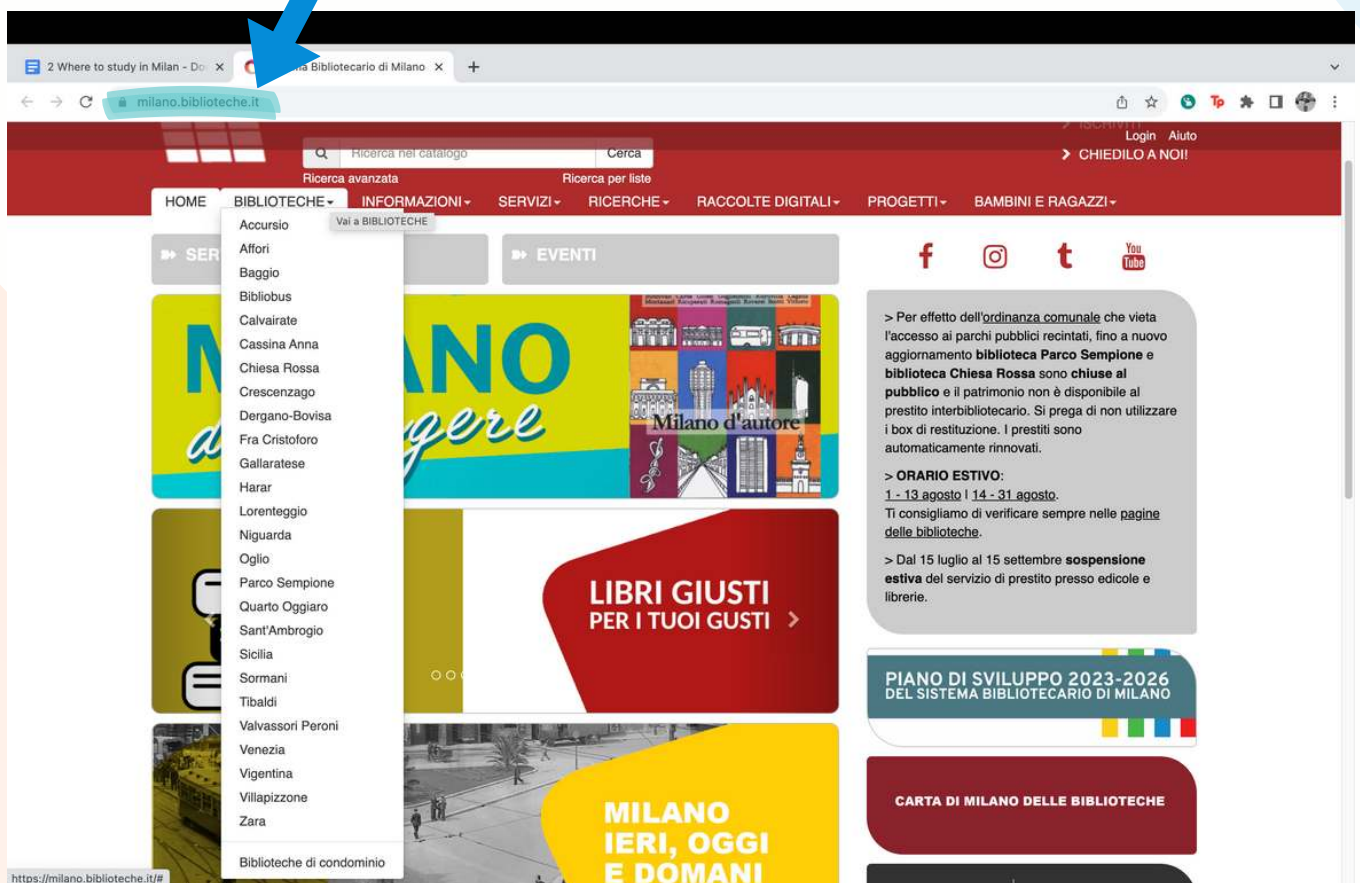 2 Where to study in Milan - Do
Bibliotecario di Milano
milano.biblioteche.it
ISCRIVITI
Login Aiuto
CHIEDILO A NOI!
Ricerca nel catalogo
Cerca
Ricerca avanzata
Ricerca per liste
HOME BIBLIOTECHE INFORMAZIONI SERVIZI RICERCHE RACCOLTE DIGITALI PROGETTI BAMBINI E RAGAZZI
Vai a BIBLIOTECHE
Accursio
Affori
Baggio
Bibliobus
Calvairate
Cassina Anna
Chiesa Rossa
Crescenzago
Dergano-Bovisa
Fra Cristoforo
Gallaratese
Harar
Lorenteggio
Niguarda
Oglio
Parco Sempione
Quarto Oggiaro
Sant'Ambrogio
Sicilia
Sormani
Tibaldi
Valvassori Peroni
Venezia
Vigentina
Villapizzone
Zara
Biblioteche di condominio
SER
EVENTI
Milano d'autore
LIBRI GIUSTI
PER I TUOI GUSTI
MILANO
IERI, OGGI
E DOMANI
f
t
You
Tube
> Per effetto dell'ordinanza comunale che vieta
l'accesso ai parchi pubblici recintati, fino a nuovo
aggiornamento biblioteca Parco Sempione e
biblioteca Chiesa Rossa sono chiuse al
pubblico e il patrimonio non è disponibile al
prestito interbibliotecario. Si prega di non utilizzare
i box di restituzione. I prestiti sono
automaticamente rinnovati.
> ORARIO ESTIVO:
1 - 13 agosto | 14 - 31 agosto.
Ti consigliamo di verificare sempre nelle pagine
delle biblioteche.
> Dal 15 luglio al 15 settembre sospensione
estiva del servizio di prestito presso edicole e
librerie.
PIANO DI SVILUPPO 2023-2026
DEL SISTEMA BIBLIOTECARIO DI MILANO
CARTA DI MILANO DELLE BIBLIOTECHE
https://milano.biblioteche.it/#